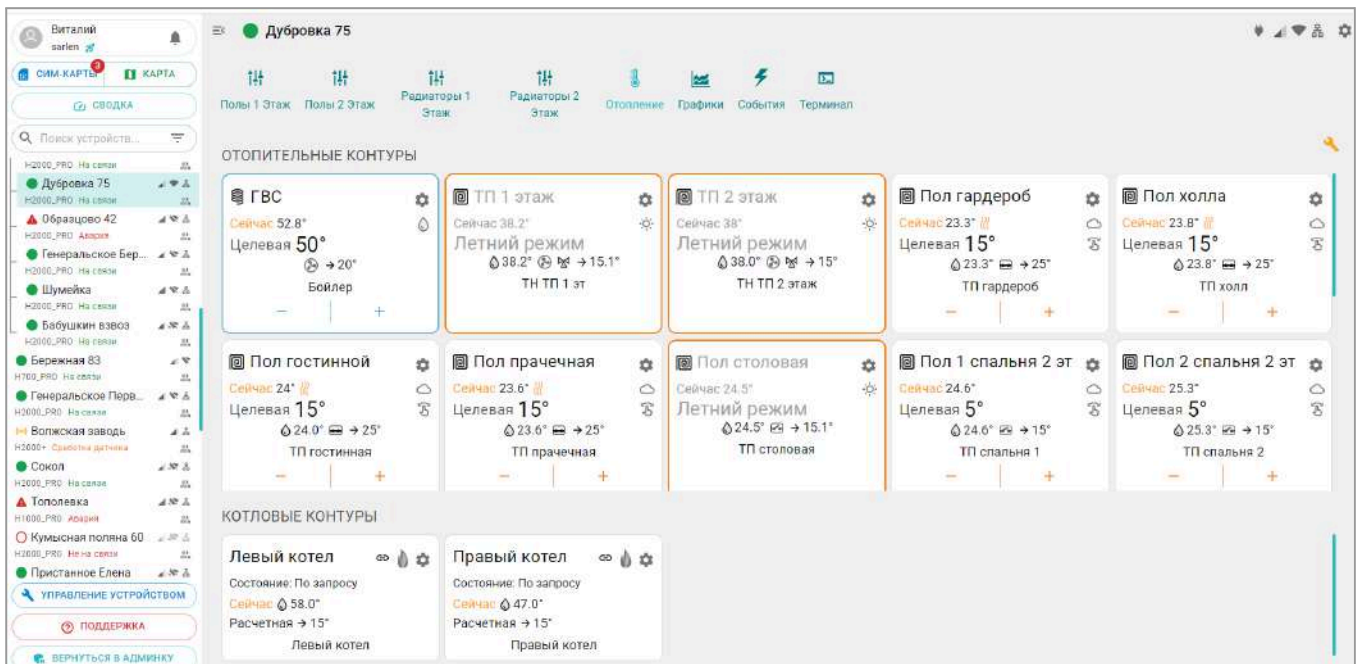 Виталий
sarlen
СИМ-КАРТЫ 3
КАРТА
СВОДКА
Поиск устройств...
H2000_PRO На связи
Дубровка 75
H2000_PRO На связи
Образцово 42
H2000_PRO Авария
Генеральское Бер...
H2000_PRO На связи
Шумейка
H2000_PRO На связи
Бабушкин взвоз
H2000_PRO На связи
Бережная 83
H700_PRO На связи
Генеральское Перв...
H2000_PRO На связи
Волжская заводь
H2000+ Сработка датчика
Сокол
H2000_PRO На связи
Тополевка
H1000_PRO Авария
Кумысная поляна 60
H2000_PRO Не на связи
Пристанное Елена
УПРАВЛЕНИЕ УСТРОЙСТВОМ
ПОДДЕРЖКА
ВЕРНУТЬСЯ В АДМИНКУ
Дубровка 75
Полы 1 Этаж
Полы 2 Этаж
Радиаторы 1
Этаж
Радиаторы 2
Этаж
Отопление
Графики
События
Терминал
ОТОПИТЕЛЬНЫЕ КОНТУРЫ
ГВС
Сейчас 52.8°
Целевая 50°
→ 20°
Бойлер
− +
ТП 1 этаж
Сейчас 38.2°
Летний режим
38.2° → 15.1°
ТН ТП 1 эт
ТП 2 этаж
Сейчас 38°
Летний режим
38.0° → 15°
ТН ТП 2 этаж
Пол гардероб
Сейчас 23.3°
Целевая 15°
23.3° → 25°
ТП гардероб
− +
Пол холла
Сейчас 23.8°
Целевая 15°
23.8° → 25°
ТП холл
− +
Пол гостинной
Сейчас 24°
Целевая 15°
24.0° → 25°
ТП гостинная
− +
Пол прачечная
Сейчас 23.6°
Целевая 15°
23.6° → 25°
ТП прачечная
− +
Пол столовая
Сейчас 24.5°
Летний режим
24.5° → 15.1°
ТП столовая
Пол 1 спальня 2 эт
Сейчас 24.6°
Целевая 5°
24.6° → 15°
ТП спальня 1
− +
Пол 2 спальня 2 эт
Сейчас 25.3°
Целевая 5°
25.3° → 15°
ТП спальня 2
− +
КОТЛОВЫЕ КОНТУРЫ
Левый котел
Состояние: По запросу
Сейчас 58.0°
Расчетная → 15°
Левый котел
Правый котел
Состояние: По запросу
Сейчас 47.0°
Расчетная → 15°
Правый котел